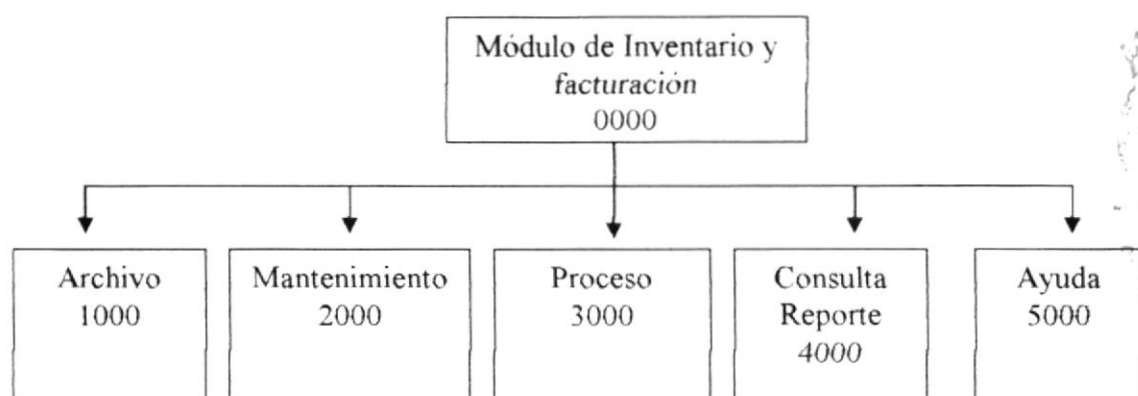 Módulo de Inventario y
facturación
0000
Archivo
1000
Mantenimiento
2000
Proceso
3000
Consulta
Reporte
4000
Ayuda
5000